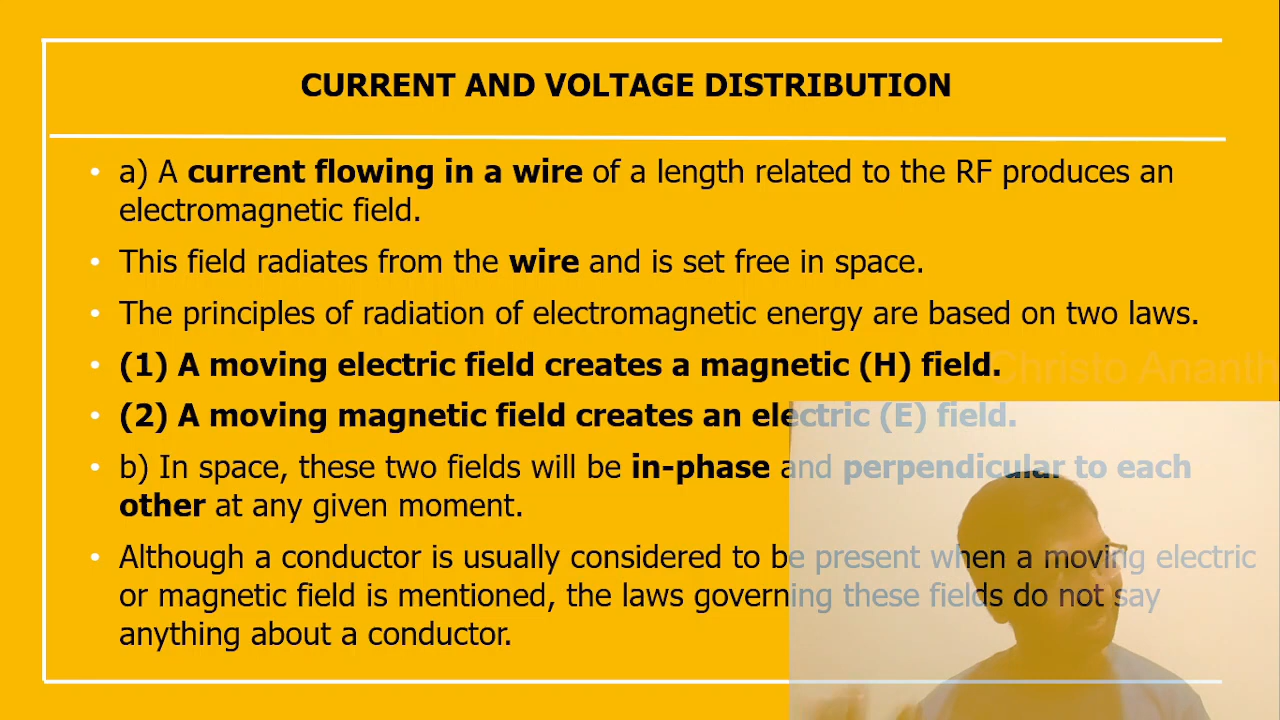 CURRENT AND VOLTAGE DISTRIBUTION
• a) A current flowing in a wire of a length related to the RF produces an
electromagnetic field.
• This field radiates from the wire and is set free in space.
• The principles of radiation of electromagnetic energy are based on two laws.
• (1) A moving electric field creates a magnetic (H) field.
Christo Ananth
• (2) A moving magnetic field creates an electric (E) field.
• b) In space, these two fields will be in-phase and perpendicular to each
other at any given moment.
• Although a conductor is usually considered to be present when a moving electric
or magnetic field is mentioned, the laws governing these fields do not say
anything about a conductor.